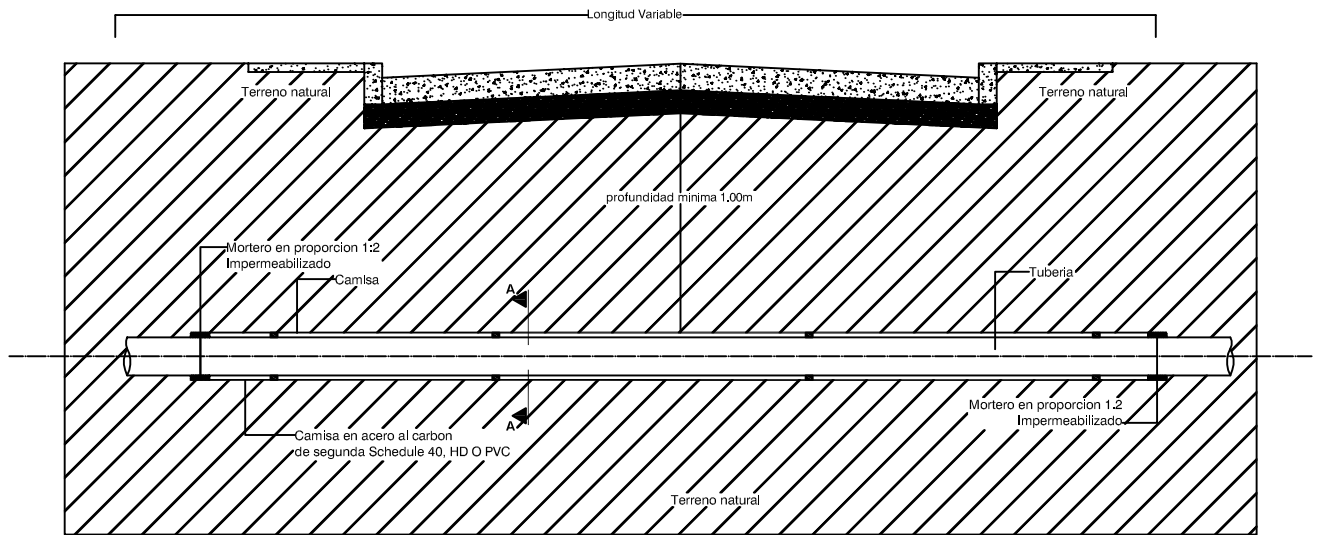 Longitud Variable
Terreno natural
Terreno natural
profundidad minima 1.00m
Mortero en proporcion 1:2
Impermeabilizado
Camisa
Tuberia
A
A
Mortero en proporcion 1:2
Impermeabilizado
Camisa en acero al carbon
de segunda Schedule 40, HD O PVC
Terreno natural